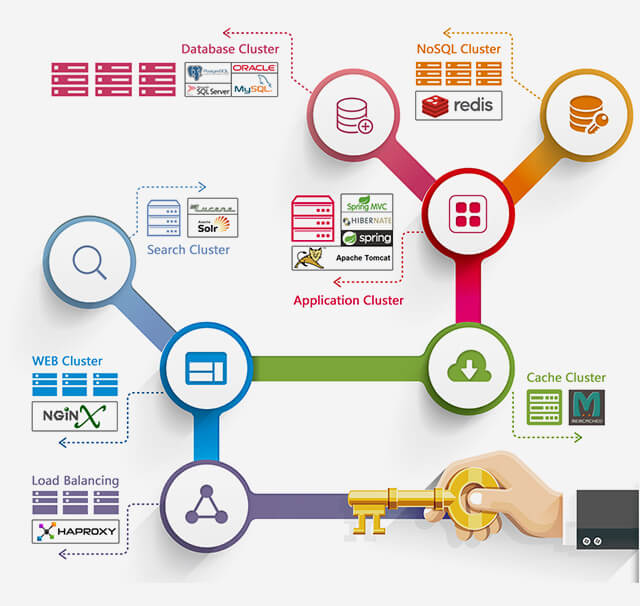 Database Cluster
PostgreSQL
ORACLE
SQL Server
MySQL
NoSQL Cluster
redis
Lucene
Apache
Solr
Search Cluster
Spring MVC
HIBERNATE
spring
Apache Tomcat
Application Cluster
WEB Cluster
NGINX
Cache Cluster
MEMCACHED
Load Balancing
HAPROXY